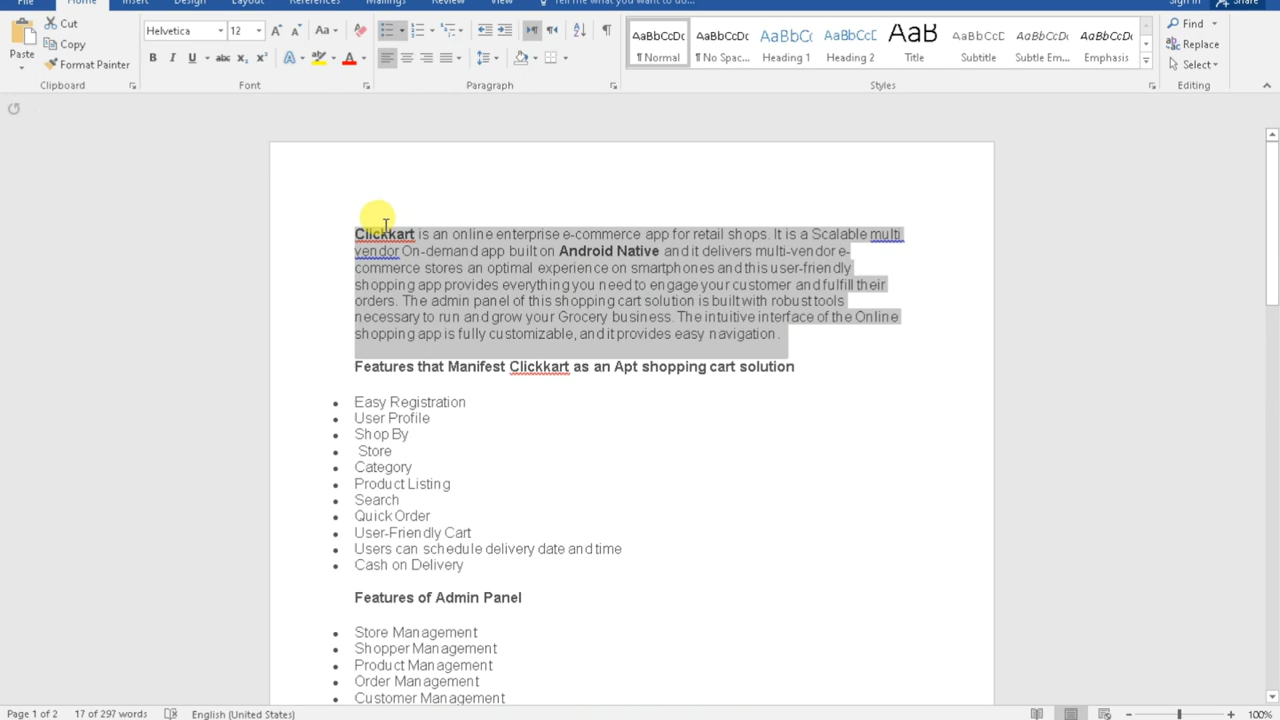 File Home Insert Design Layout References Mailings Review View Tell me what you want to do... Sign in Share
Paste
Cut
Copy
Format Painter
Clipboard
Helvetica 12
Font
Paragraph
AaBbCcDc AaBbCcDc AaBbC AaBbCcD AaB AaBbCcD AaBbCcDc AaBbCcDc
¶ Normal ¶ No Spac... Heading 1 Heading 2 Title Subtitle Subtle Em... Emphasis
Styles
Find
Replace
Select
Editing
Clickkart is an online enterprise e-commerce app for retail shops. It is a Scalable multi
vendor On-demand app built on Android Native and it delivers multi-vendor e-
commerce stores an optimal experience on smartphones and this user-friendly
shopping app provides everything you need to engage your customer and fulfill their
orders. The admin panel of this shopping cart solution is built with robust tools
necessary to run and grow your Grocery business. The intuitive interface of the Online
shopping app is fully customizable, and it provides easy navigation.
Features that Manifest Clickkart as an Apt shopping cart solution
• Easy Registration
• User Profile
• Shop By
• Store
• Category
• Product Listing
• Search
• Quick Order
• User-Friendly Cart
• Users can schedule delivery date and time
• Cash on Delivery
Features of Admin Panel
• Store Management
• Shopper Management
• Product Management
• Order Management
• Customer Management
Page 1 of 2 17 of 297 words English (United States) 100%